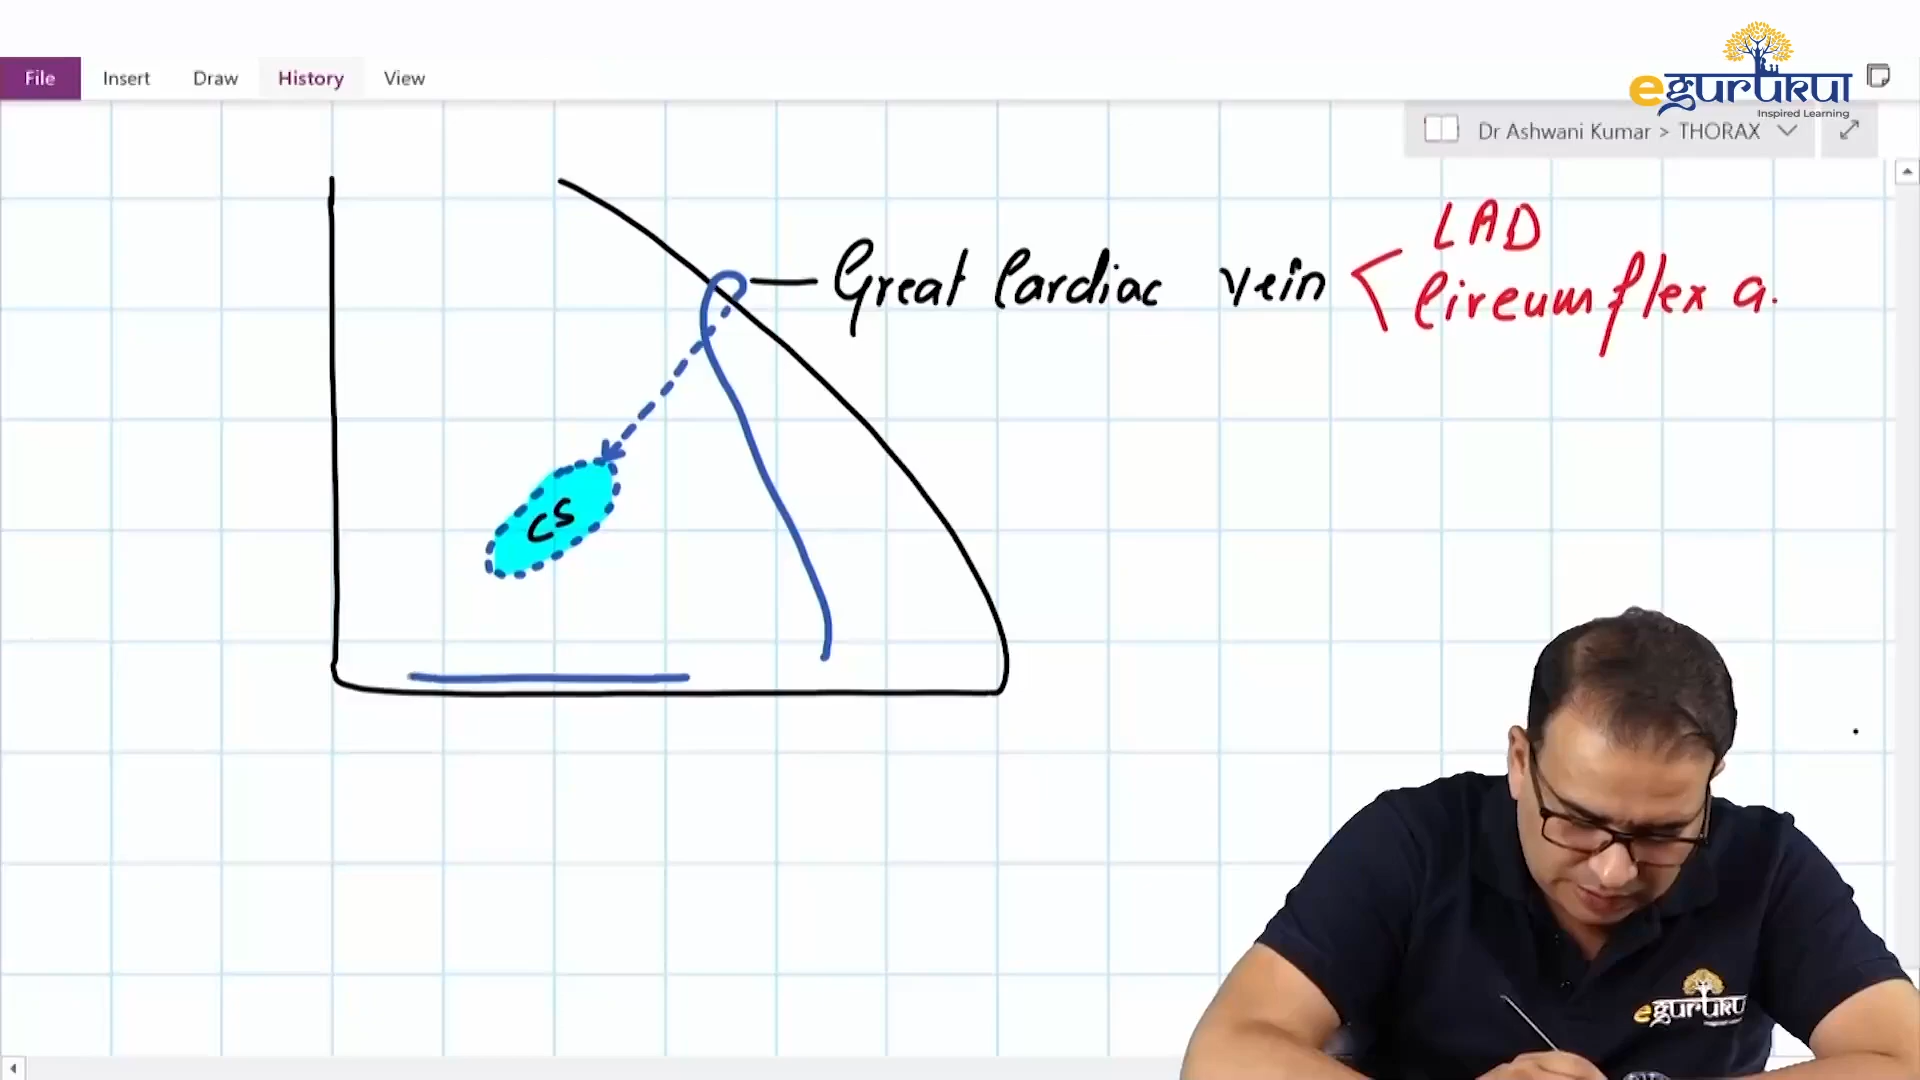 egurukul
Inspired Learning
File Insert Draw History View
Dr Ashwani Kumar > THORAX
LAD
Great Cardiac vein < Circumflex a.
CS
egurukul